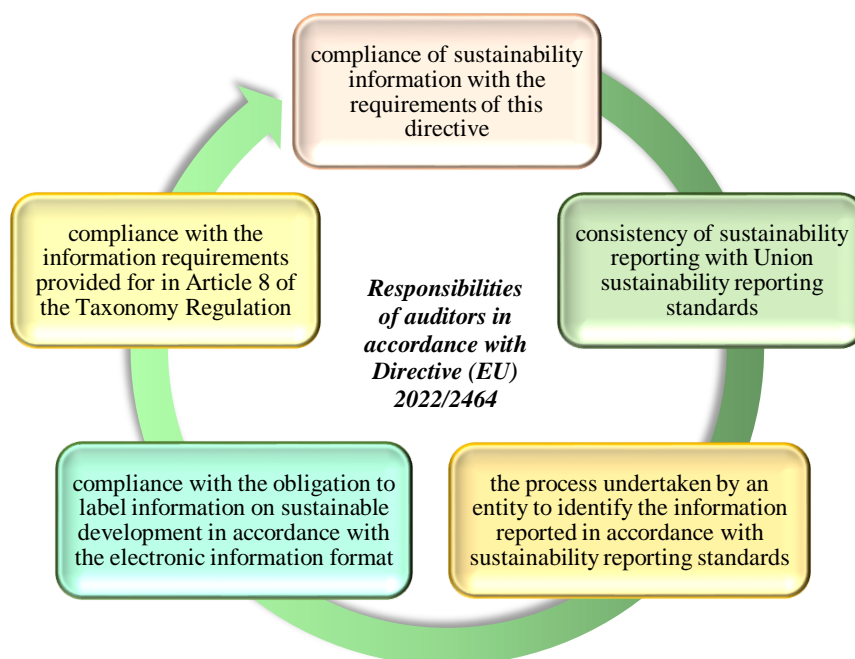 compliance of sustainability
information with the
requirements of this
directive
consistency of sustainability
reporting with Union
sustainability reporting
standards
the process undertaken by an
entity to identify the information
reported in accordance with
sustainability reporting standards
compliance with the obligation to
label information on sustainable
development in accordance with
the electronic information format
compliance with the
information requirements
provided for in Article 8 of
the Taxonomy Regulation
Responsibilities
of auditors in
accordance with
Directive (EU)
2022/2464